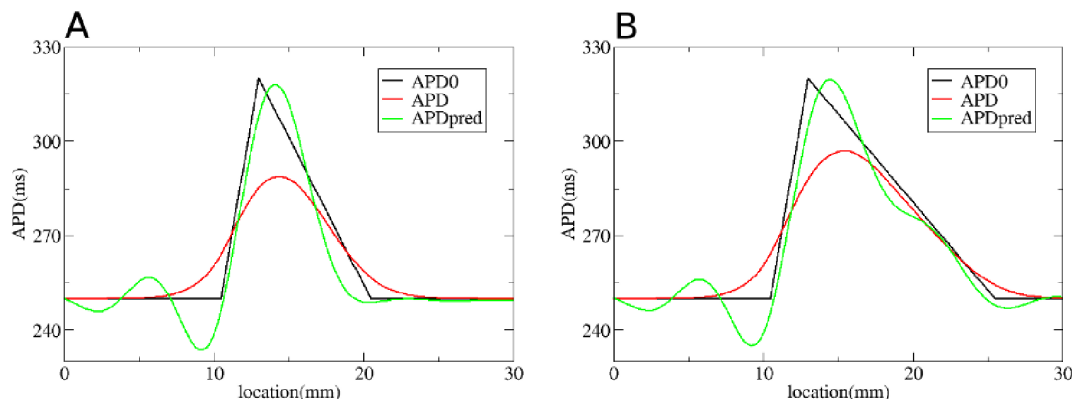 A
330
300
270
240
APD(ms)
APD0
APD
APDpred
0
10
20
30
location(mm)
B
330
300
270
240
APD(ms)
APD0
APD
APDpred
0
10
20
30
location(mm)